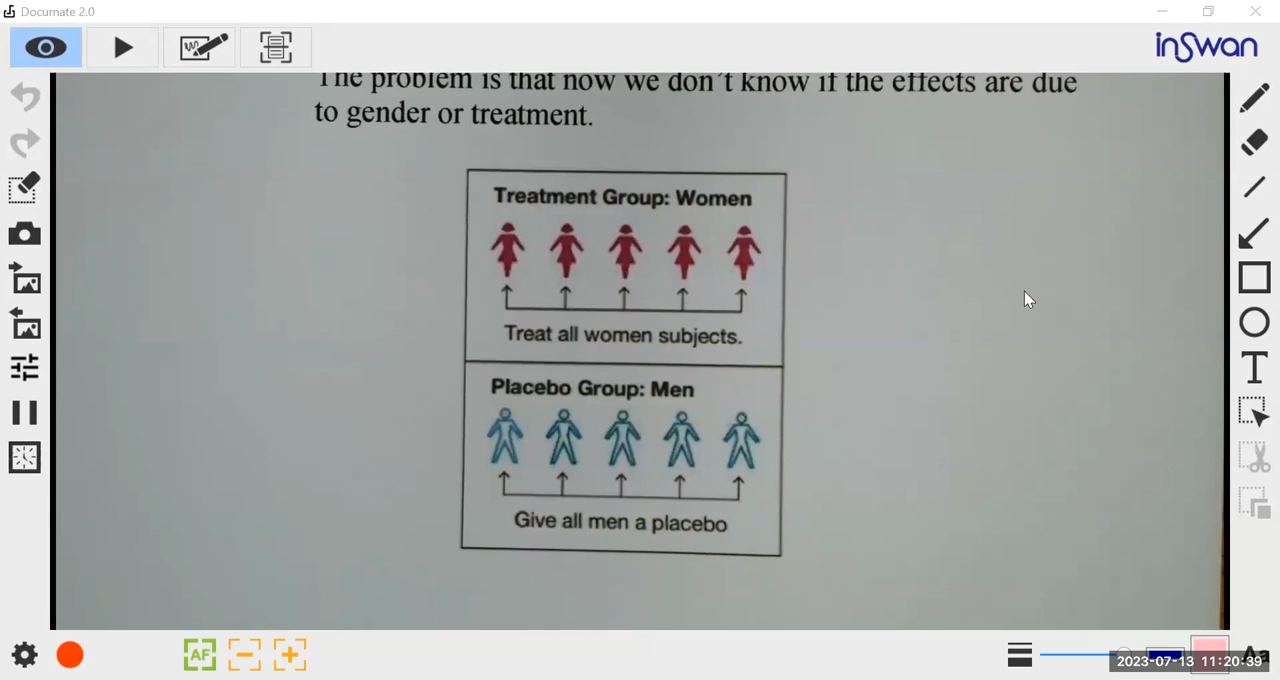 Documate 2.0
inSwan
The problem is that now we don't know if the effects are due
to gender or treatment.
Treatment Group: Women
Treat all women subjects.
Placebo Group: Men
Give all men a placebo
T
AF
Aa
2023-07-13 11:20:39